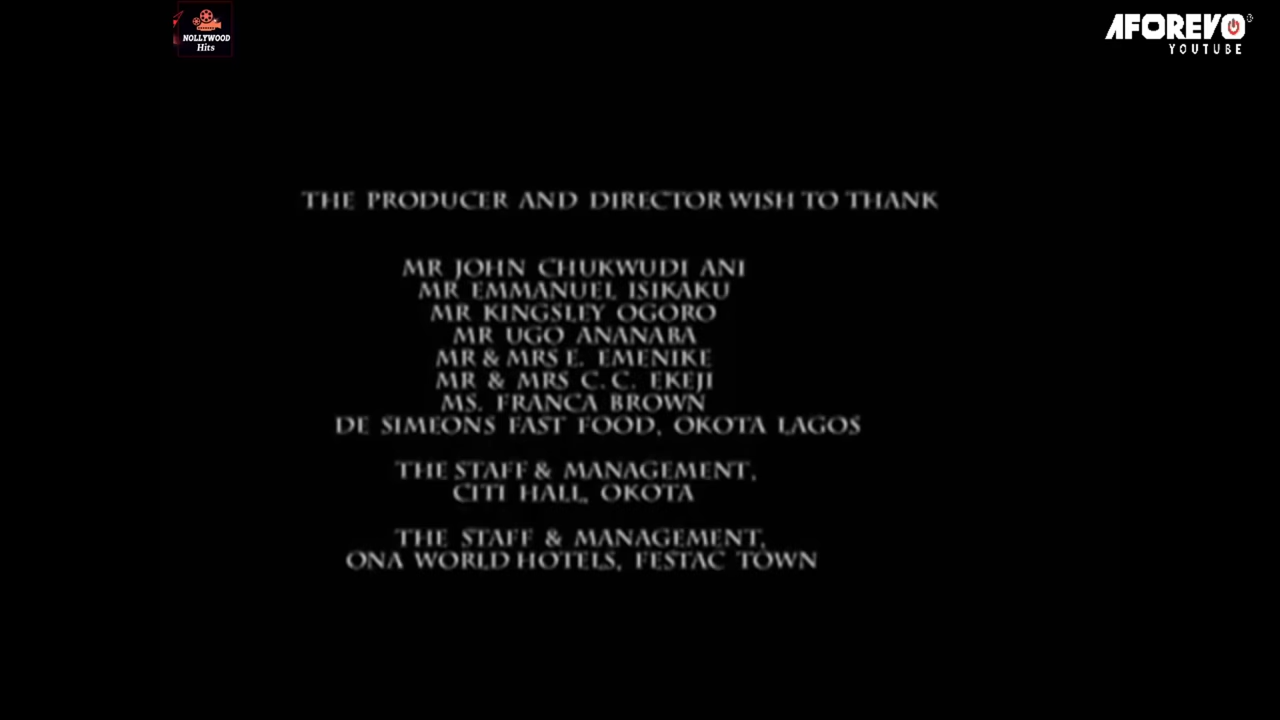 NOLLYWOOD
Hits
AFOREVO
YOUTUBE
THE PRODUCER AND DIRECTOR WISH TO THANK
MR JOHN CHUKWUDI ANI
MR EMMANUEL ISIKAKU
MR KINGSLEY OGORO
MR UGO ANANABA
MR & MRS E. EMENIKE
MR & MRS C. C. EKEJI
MS. FRANCA BROWN
DE SIMEONS FAST FOOD, OKOTA LAGOS
THE STAFF & MANAGEMENT,
CITI HALL, OKOTA
THE STAFF & MANAGEMENT,
ONA WORLD HOTELS, FESTAC TOWN